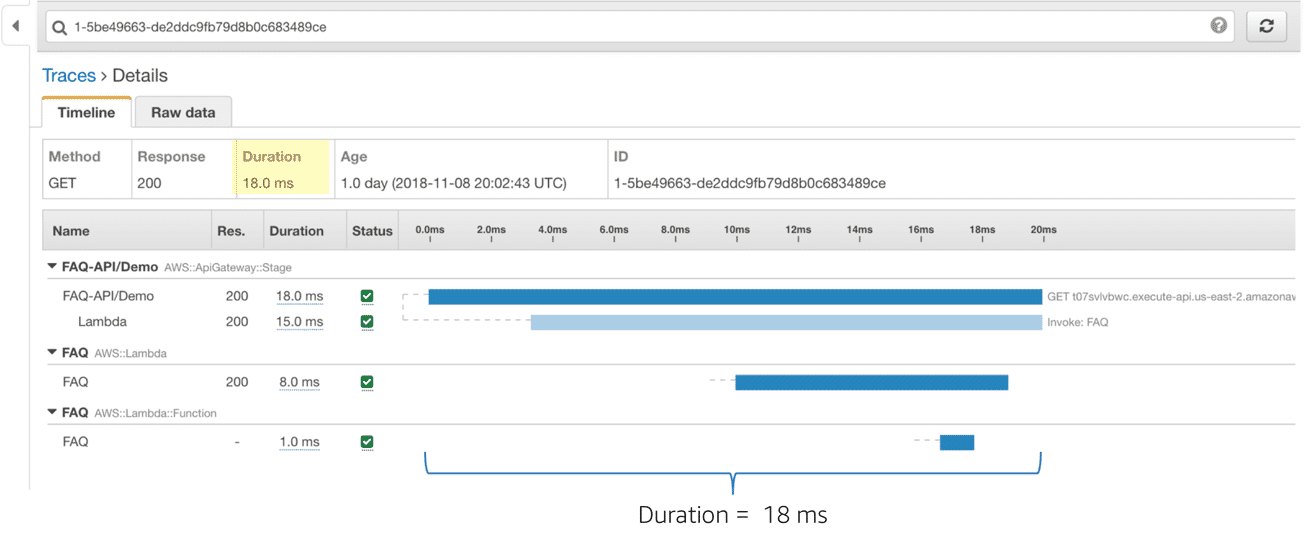 1-5be49663-de2ddc9fb79d8b0c683489ce
Traces > Details
Timeline Raw data
Method Response Duration Age ID
GET 200 18.0 ms 1.0 day (2018-11-08 20:02:43 UTC) 1-5be49663-de2ddc9fb79d8b0c683489ce
Name Res. Duration Status 0.0ms 2.0ms 4.0ms 6.0ms 8.0ms 10ms 12ms 14ms 16ms 18ms 20ms
FAQ-API/Demo AWS::ApiGateway::Stage
FAQ-API/Demo 200 18.0 ms GET t07svlvbwc.execute-api.us-east-2.amazonav
Lambda 200 15.0 ms Invoke: FAQ
FAQ AWS::Lambda
FAQ 200 8.0 ms
FAQ AWS::Lambda::Function
FAQ - 1.0 ms
Duration = 18 ms